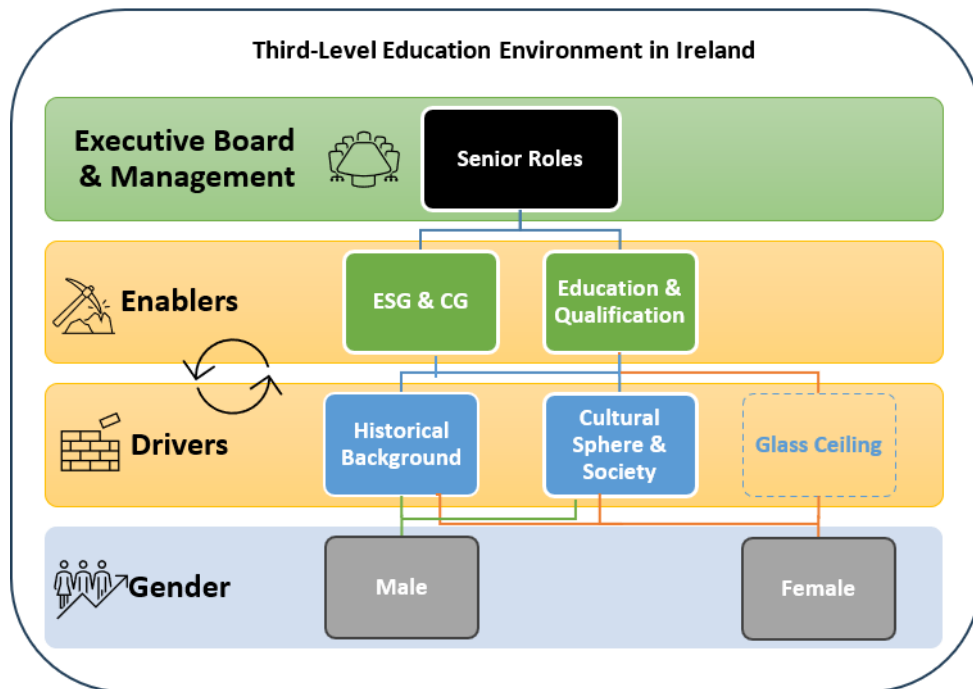 Third-Level Education Environment in Ireland
Executive Board
& Management
Senior Roles
Enablers
ESG & CG
Education &
Qualification
Drivers
Historical
Background
Cultural
Sphere &
Society
Glass Ceiling
Gender
Male
Female